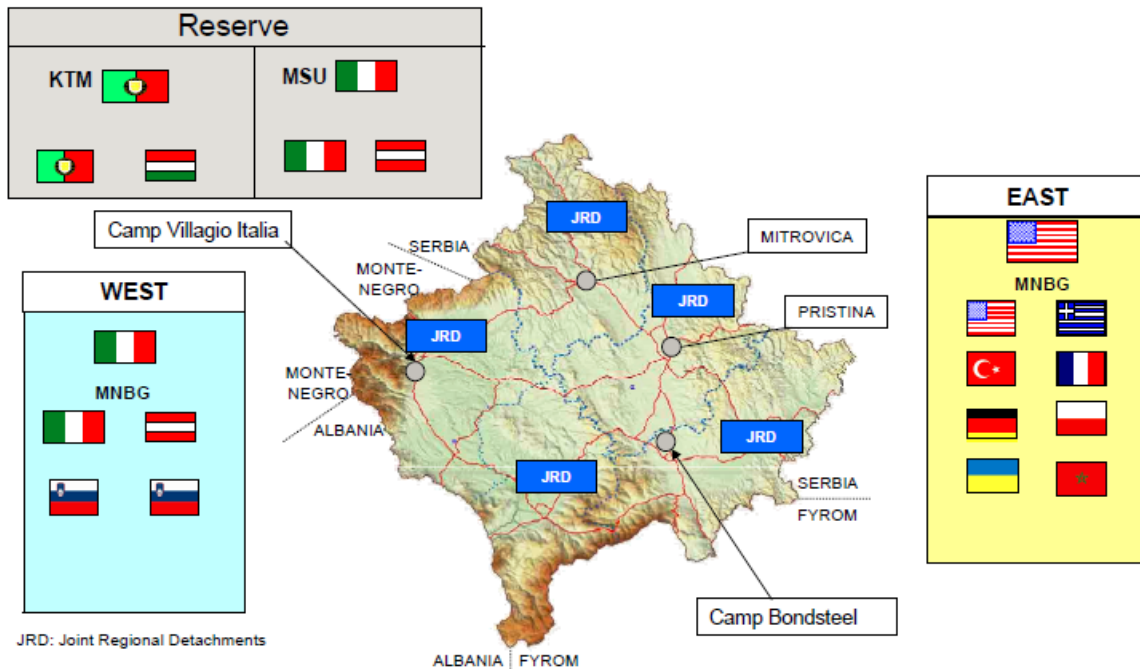 Reserve
KTM
MSU
Camp Villagio Italia
SERBIA
MONTE-
NEGRO
WEST
MNBG
MONTE-
NEGRO
ALBANIA
JRD
JRD
JRD
JRD
JRD
MITROVICA
PRISTINA
EAST
MNBG
SERBIA
FYROM
Camp Bondsteel
JRD: Joint Regional Detachments
ALBANIA
FYROM